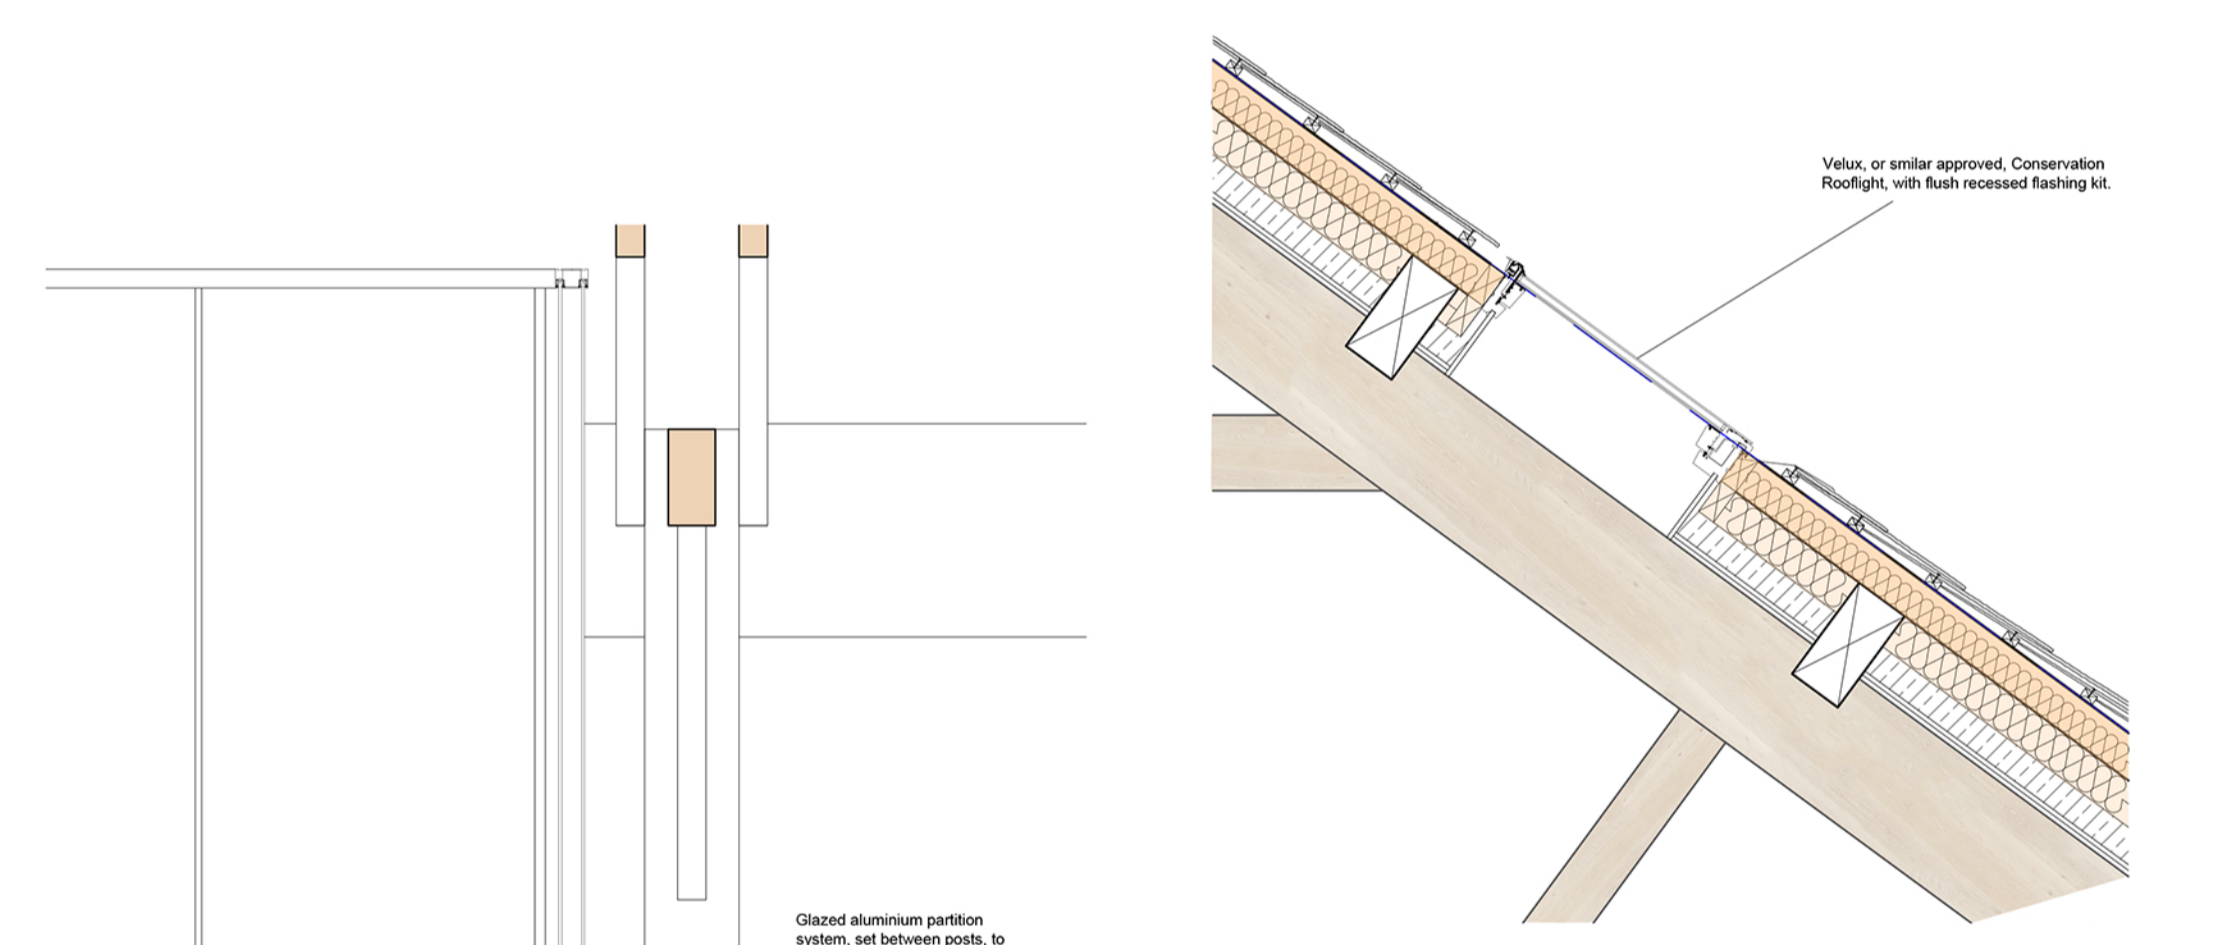 Velux, or smilar approved, Conservation
Rooflight, with flush recessed flashing kit.
Glazed aluminium partition
system, set between posts, to